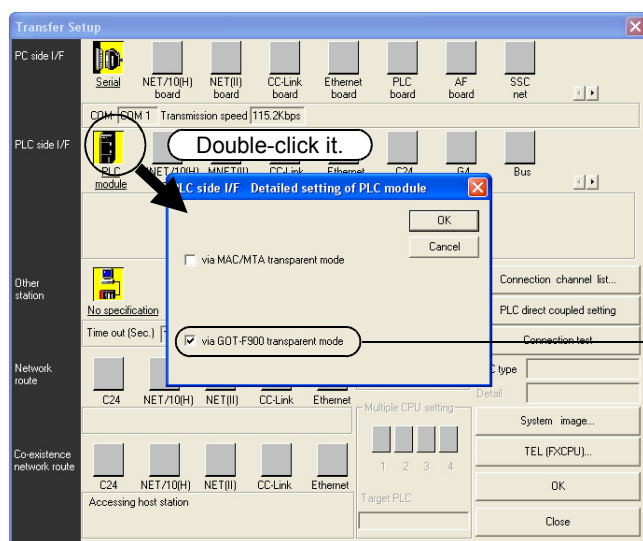 Transfer Setup
PC side I/F
Serial
NET/10(H) board
NET(II) board
CC-Link board
Ethernet board
PLC board
AF board
SSC net
COM COM 1 Transmission speed 115.2Kbps
PLC side I/F
Double-click it.
PLC module
MNET(II)
CC-Link
Ethernet
C24
G4
Bus
PLC side I/F Detailed setting of PLC module
OK
Cancel
via MAC/MTA transparent mode
via GOT-F900 transparent mode
Other station
No specification
Time out (Sec.)
Connection channel list...
PLC direct coupled setting
Connection test
type
Detail
Network route
C24
NET/10(H)
NET(II)
CC-Link
Ethernet
Multiple CPU setting
1 2 3 4
Target PLC
System image...
TEL (FXCPU)...
OK
Close
Co-existence network route
C24
NET/10(H)
NET(II)
CC-Link
Ethernet
Accessing host station